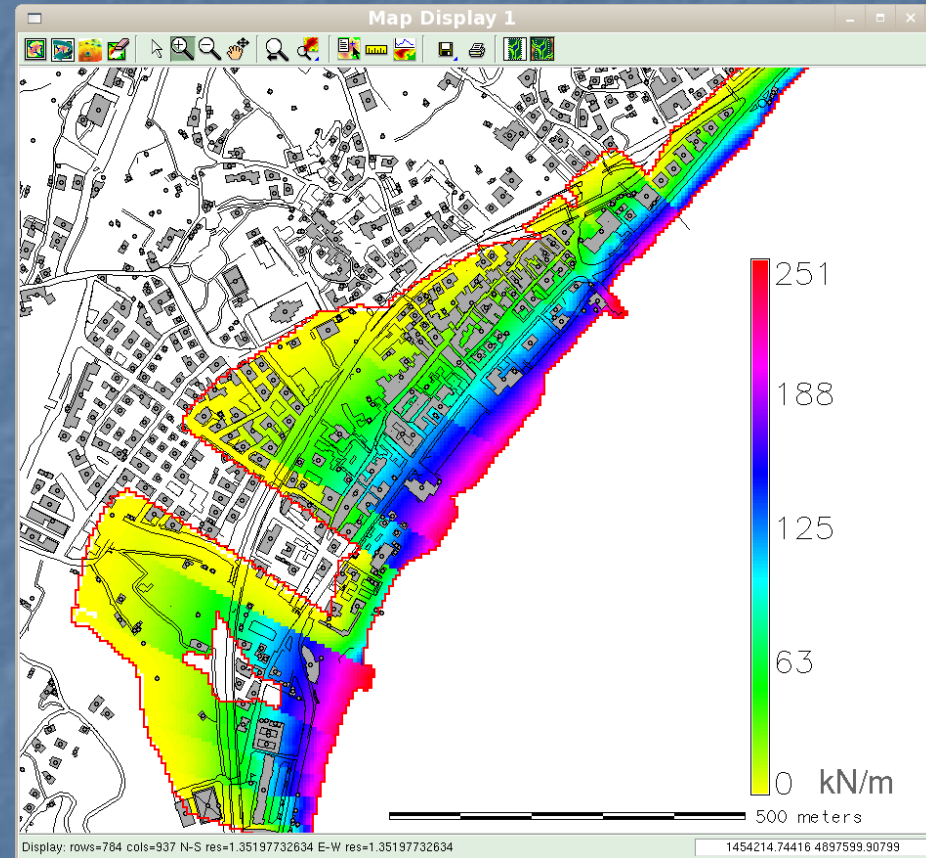 Map Display 1
251
188
125
63
0 kN/m
500 meters
Display: rows=784 cols=937 N-S res=1.35197732634 E-W res=1.35197732634
1454214.74416 4897599.90799